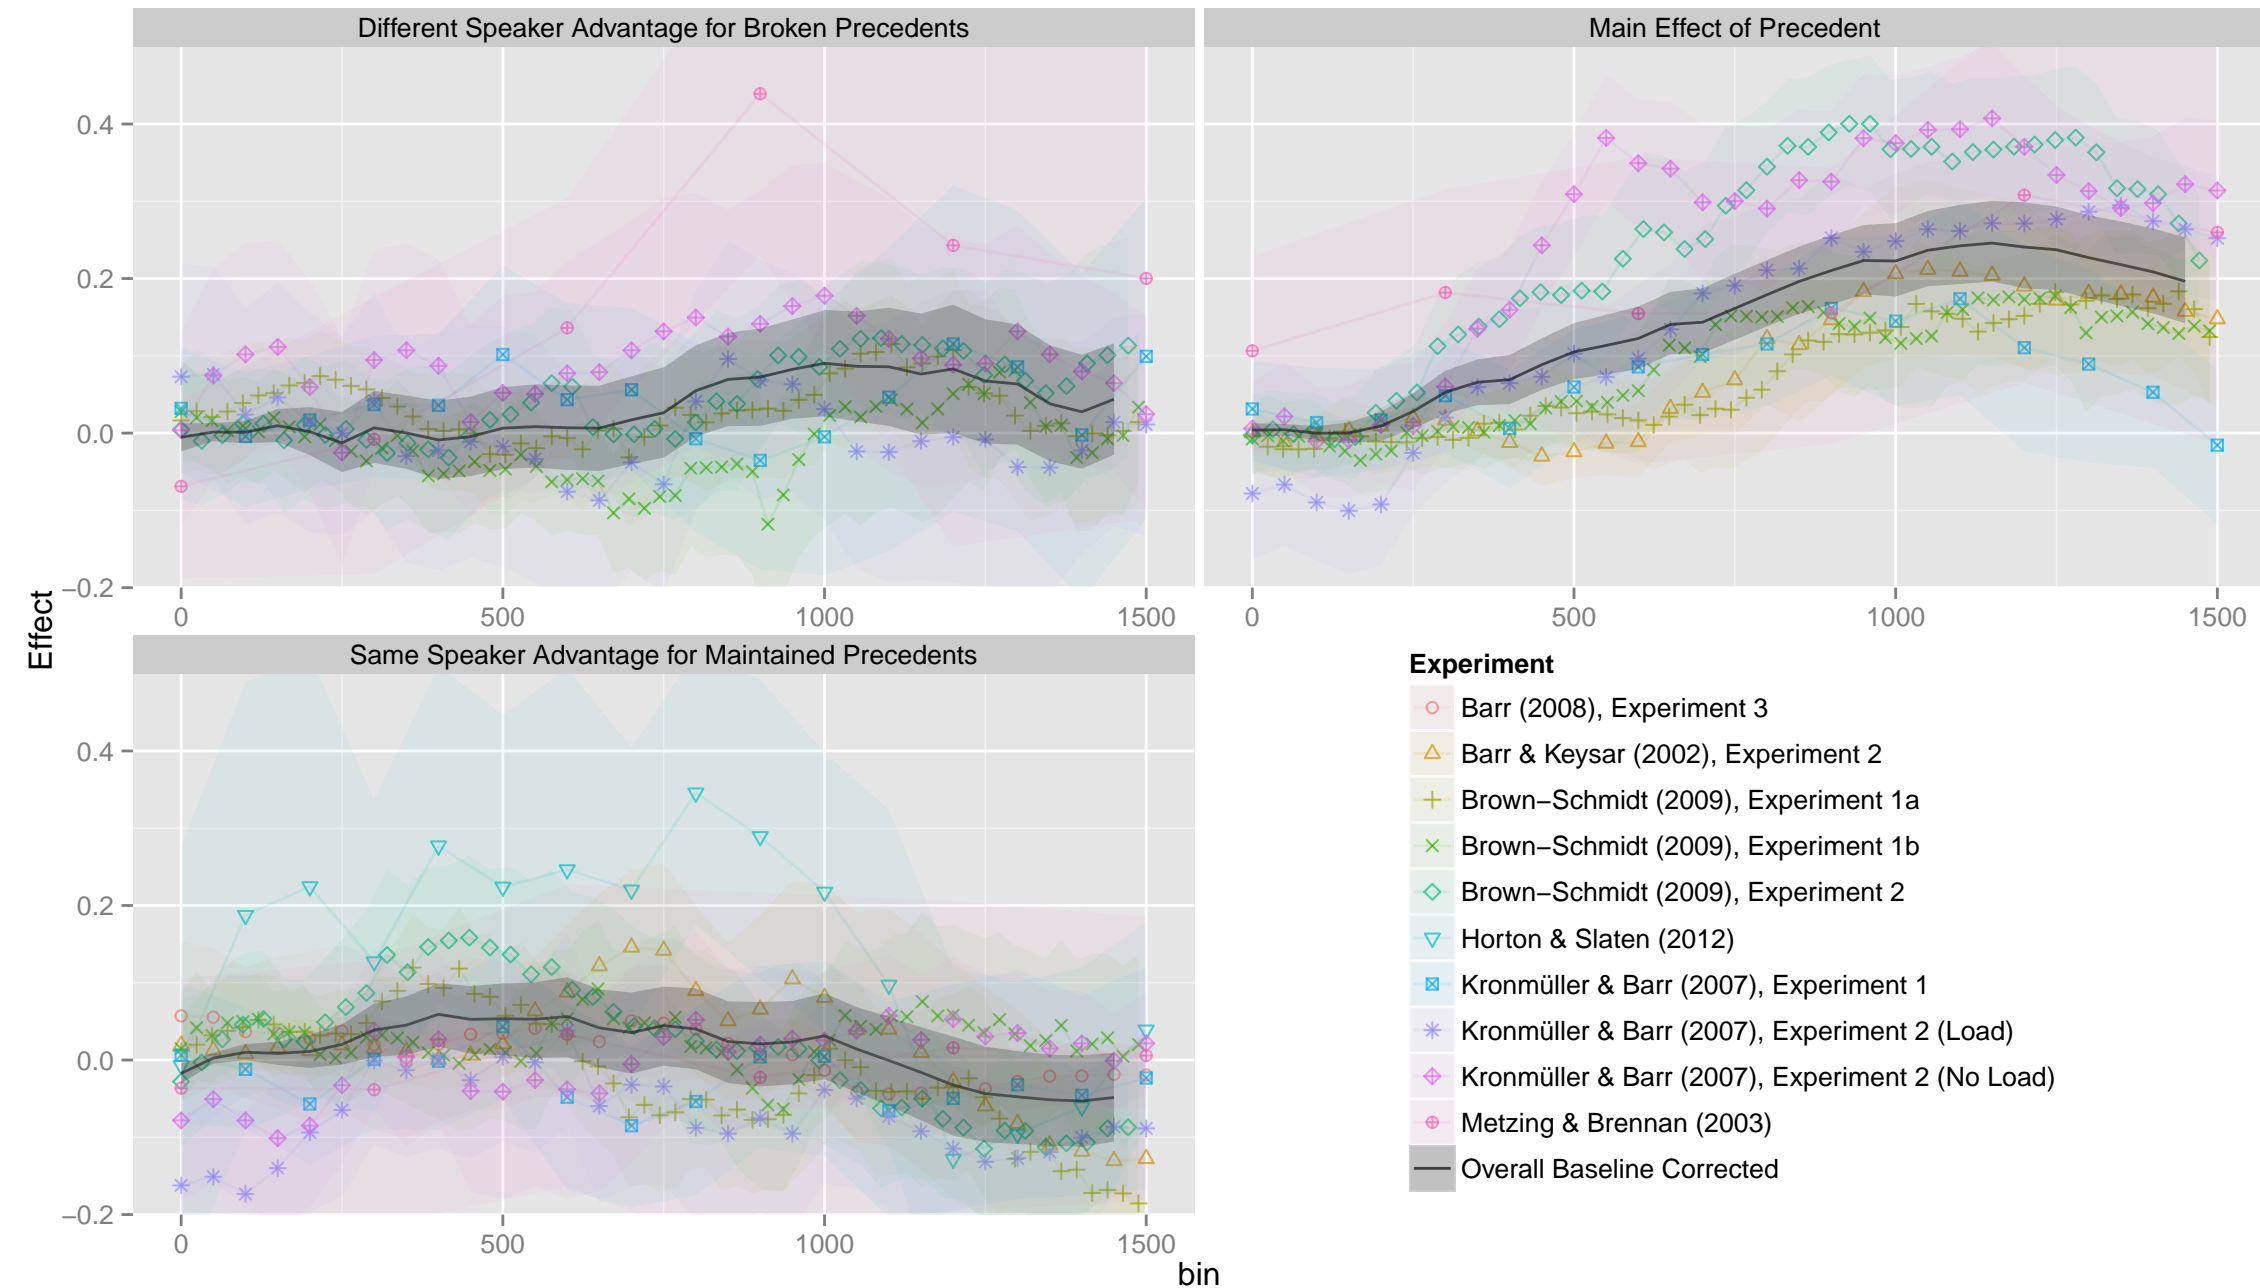 Different Speaker Advantage for Broken Precedents
Main Effect of Precedent
0.4
0.2
0.0
−0.2
0 500 1000 1500
0 500 1000 1500
Effect
Same Speaker Advantage for Maintained Precedents
0.4
0.2
0.0
−0.2
0 500 1000 1500
bin
Experiment
Barr (2008), Experiment 3
Barr & Keysar (2002), Experiment 2
Brown−Schmidt (2009), Experiment 1a
Brown−Schmidt (2009), Experiment 1b
Brown−Schmidt (2009), Experiment 2
Horton & Slaten (2012)
Kronmüller & Barr (2007), Experiment 1
Kronmüller & Barr (2007), Experiment 2 (Load)
Kronmüller & Barr (2007), Experiment 2 (No Load)
Metzing & Brennan (2003)
Overall Baseline Corrected